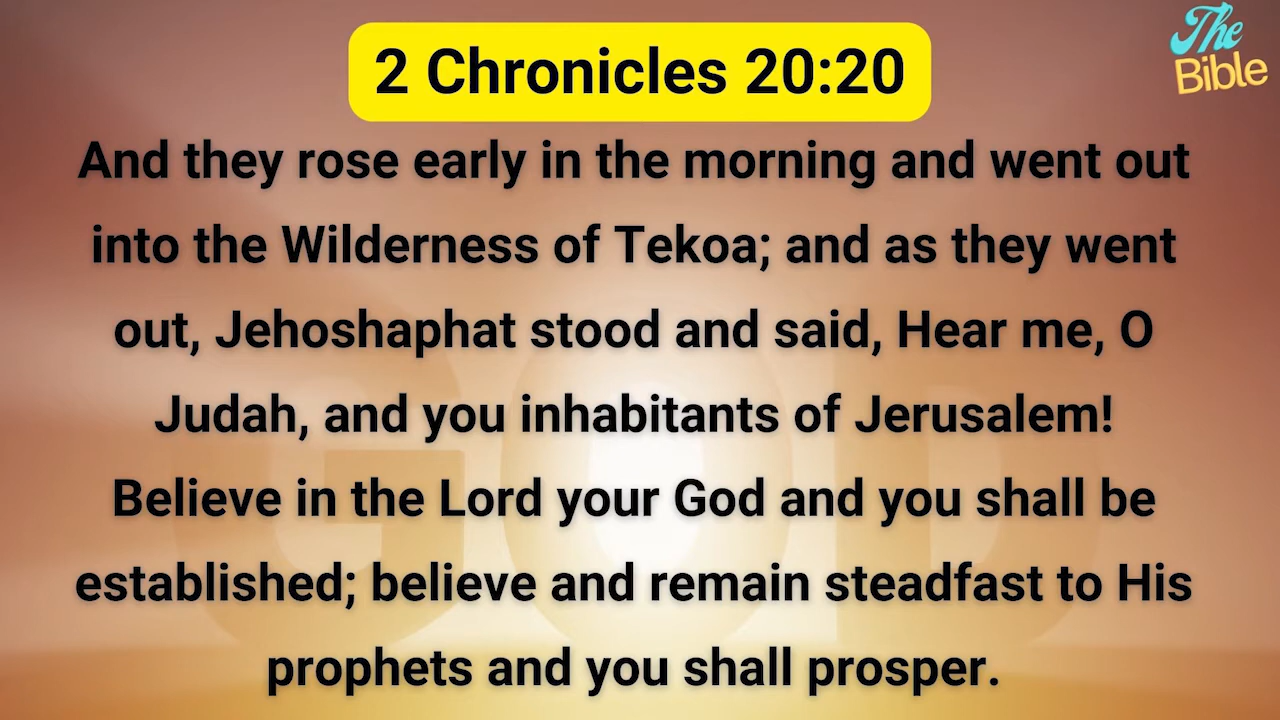 2 Chronicles 20:20
The
Bible
And they rose early in the morning and went out
into the Wilderness of Tekoa; and as they went
out, Jehoshaphat stood and said, Hear me, O
Judah, and you inhabitants of Jerusalem!
Believe in the Lord your God and you shall be
established; believe and remain steadfast to His
prophets and you shall prosper.
GOD